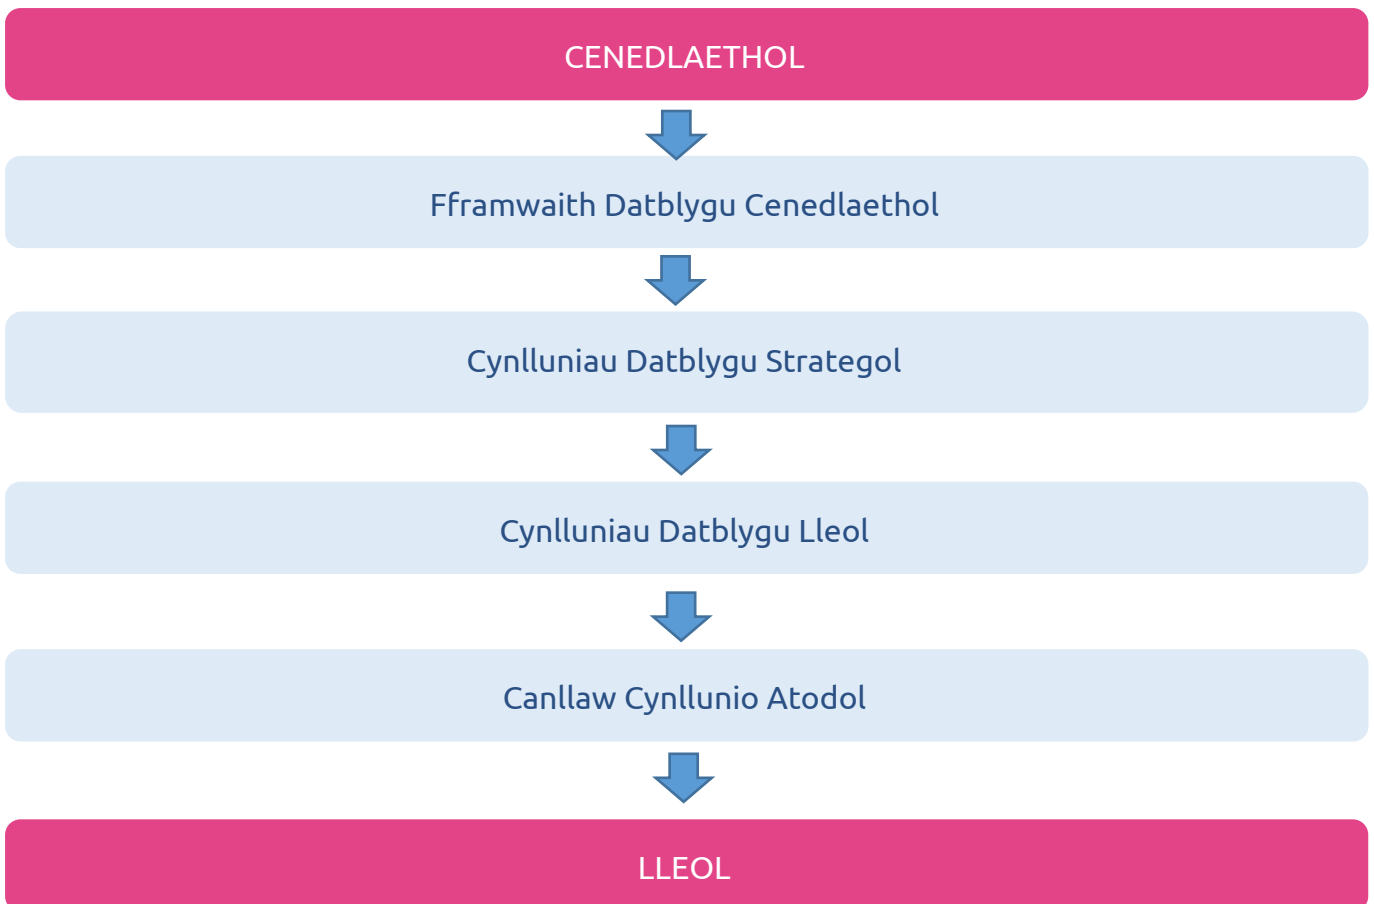 CENEDLAETHOL
Fframwaith Datblygu Cenedlaethol
Cynlluniau Datblygu Strategol
Cynlluniau Datblygu Lleol
Canllaw Cynllunio Atodol
LLEOL